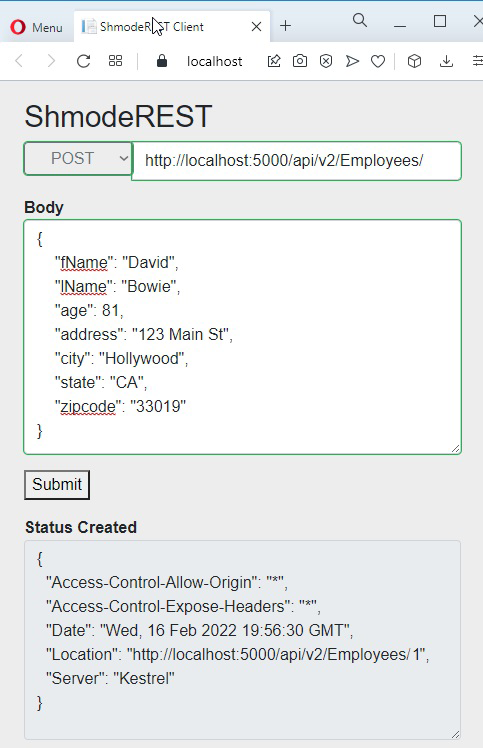 Menu
ShmodeREST Client
localhost
ShmodeREST
POST
http://localhost:5000/api/v2/Employees/
Body
{
"fName": "David",
"lName": "Bowie",
"age": 81,
"address": "123 Main St",
"city": "Hollywood",
"state": "CA",
"zipcode": "33019"
}
Submit
Status Created
{
"Access-Control-Allow-Origin": "*",
"Access-Control-Expose-Headers": "*",
"Date": "Wed, 16 Feb 2022 19:56:30 GMT",
"Location": "http://localhost:5000/api/v2/Employees/1",
"Server": "Kestrel"
}